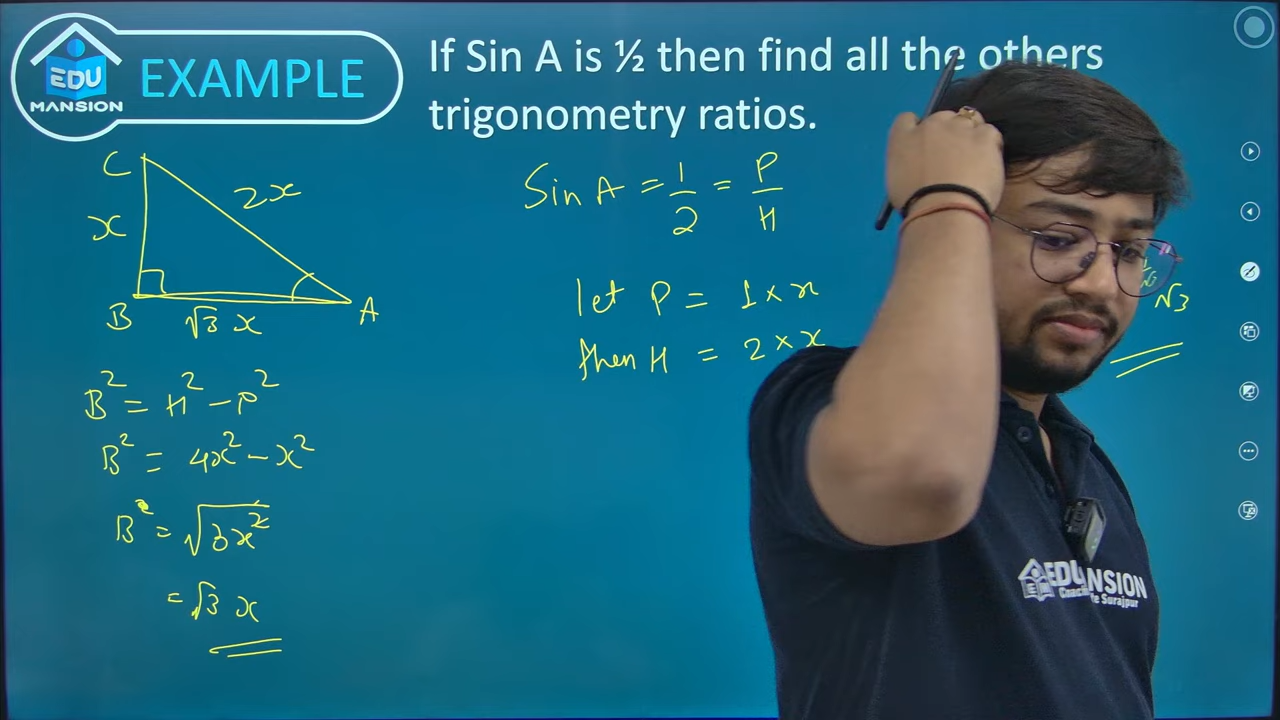 EDU
MANSION
EXAMPLE
If Sin A is ½ then find all the others
trigonometry ratios.
C
2x
x
B
√3 x
A
B² = H² - P²
B² = 4x² - x²
B = √3x²
= √3 x
Sin A = 1/2 = P/H
let P = 1 × x
then H = 2 × x
√3
EDU MANSION
Surajpur